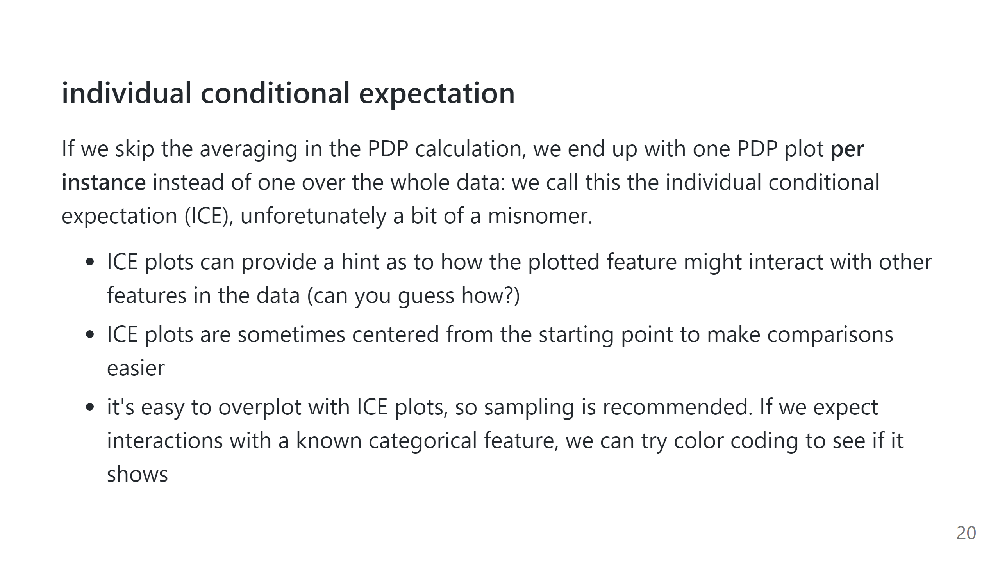 individual conditional expectation
If we skip the averaging in the PDP calculation, we end up with one PDP plot per
instance instead of one over the whole data: we call this the individual conditional
expectation (ICE), unforetunately a bit of a misnomer.
• ICE plots can provide a hint as to how the plotted feature might interact with other
features in the data (can you guess how?)
• ICE plots are sometimes centered from the starting point to make comparisons
easier
• it's easy to overplot with ICE plots, so sampling is recommended. If we expect
interactions with a known categorical feature, we can try color coding to see if it
shows
20